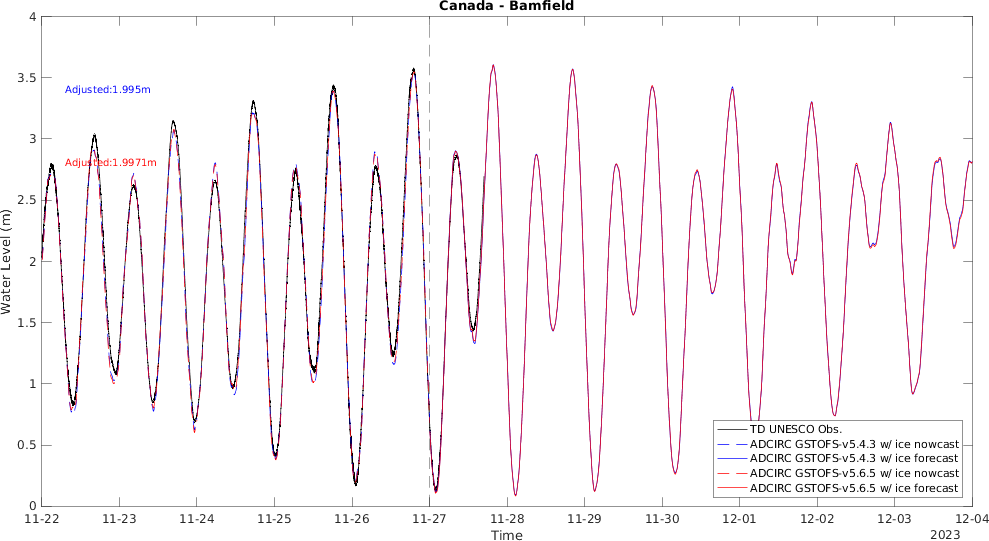 Canada - Bamfield
4
3.5
3
2.5
2
1.5
1
0.5
0
Water Level (m)
Adjusted:1.995m
Adjusted:1.9971m
TD UNESCO Obs.
ADCIRC GSTOFS-v5.4.3 w/ ice nowcast
ADCIRC GSTOFS-v5.4.3 w/ ice forecast
ADCIRC GSTOFS-v5.6.5 w/ ice nowcast
ADCIRC GSTOFS-v5.6.5 w/ ice forecast
11-22 11-23 11-24 11-25 11-26 11-27 11-28 11-29 11-30 12-01 12-02 12-03 12-04
Time
2023